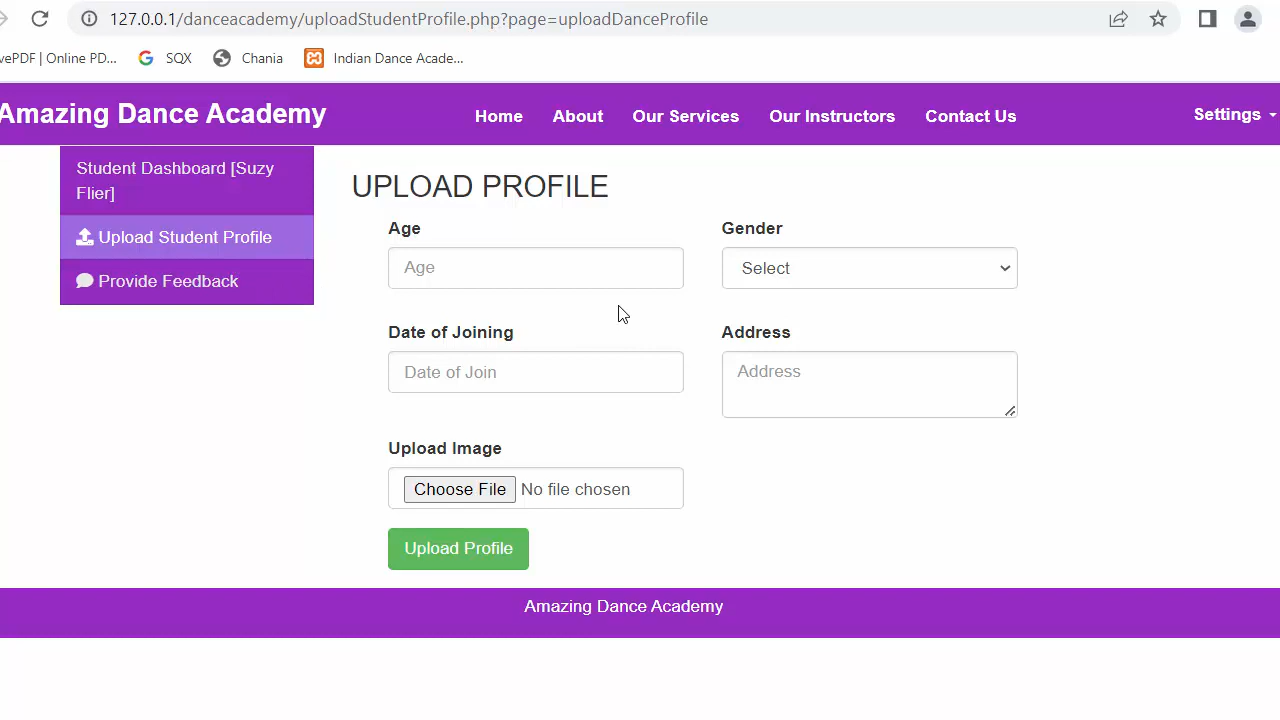 127.0.0.1/danceacademy/uploadStudentProfile.php?page=uploadDanceProfile
vePDF | Online PD... SQX Chania Indian Dance Acade...
Amazing Dance Academy Home About Our Services Our Instructors Contact Us Settings
Student Dashboard [Suzy
Flier]
Upload Student Profile
Provide Feedback
UPLOAD PROFILE
Age Gender
Age Select
Date of Joining Address
Date of Join Address
Upload Image
Choose File No file chosen
Upload Profile
Amazing Dance Academy